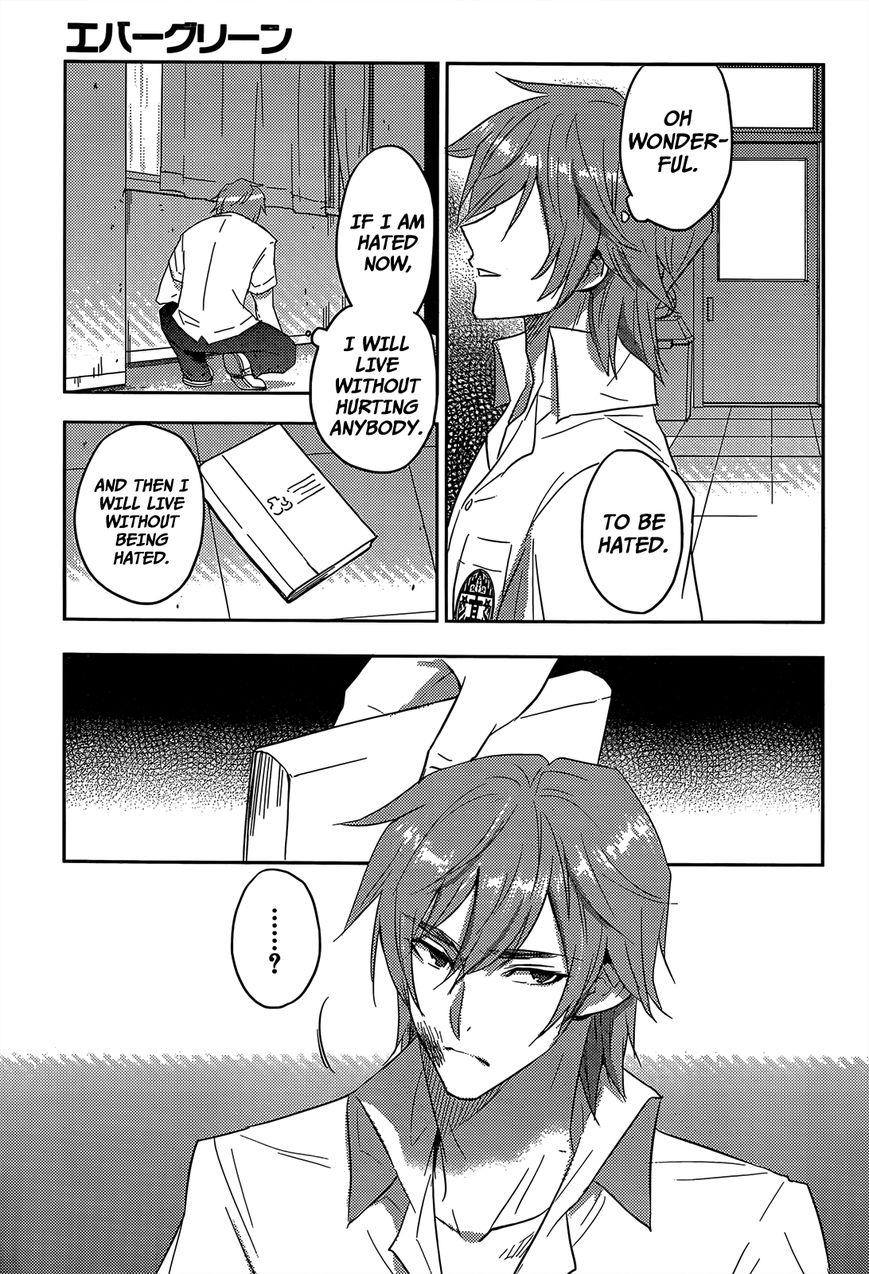 エバーグリーン
OH
WONDER-
FUL.
TO BE
HATED.
IF I AM
HATED
NOW,
I WILL
LIVE
WITHOUT
HURTING
ANYBODY.
AND THEN I
WILL LIVE
WITHOUT
BEING
HATED.
......?